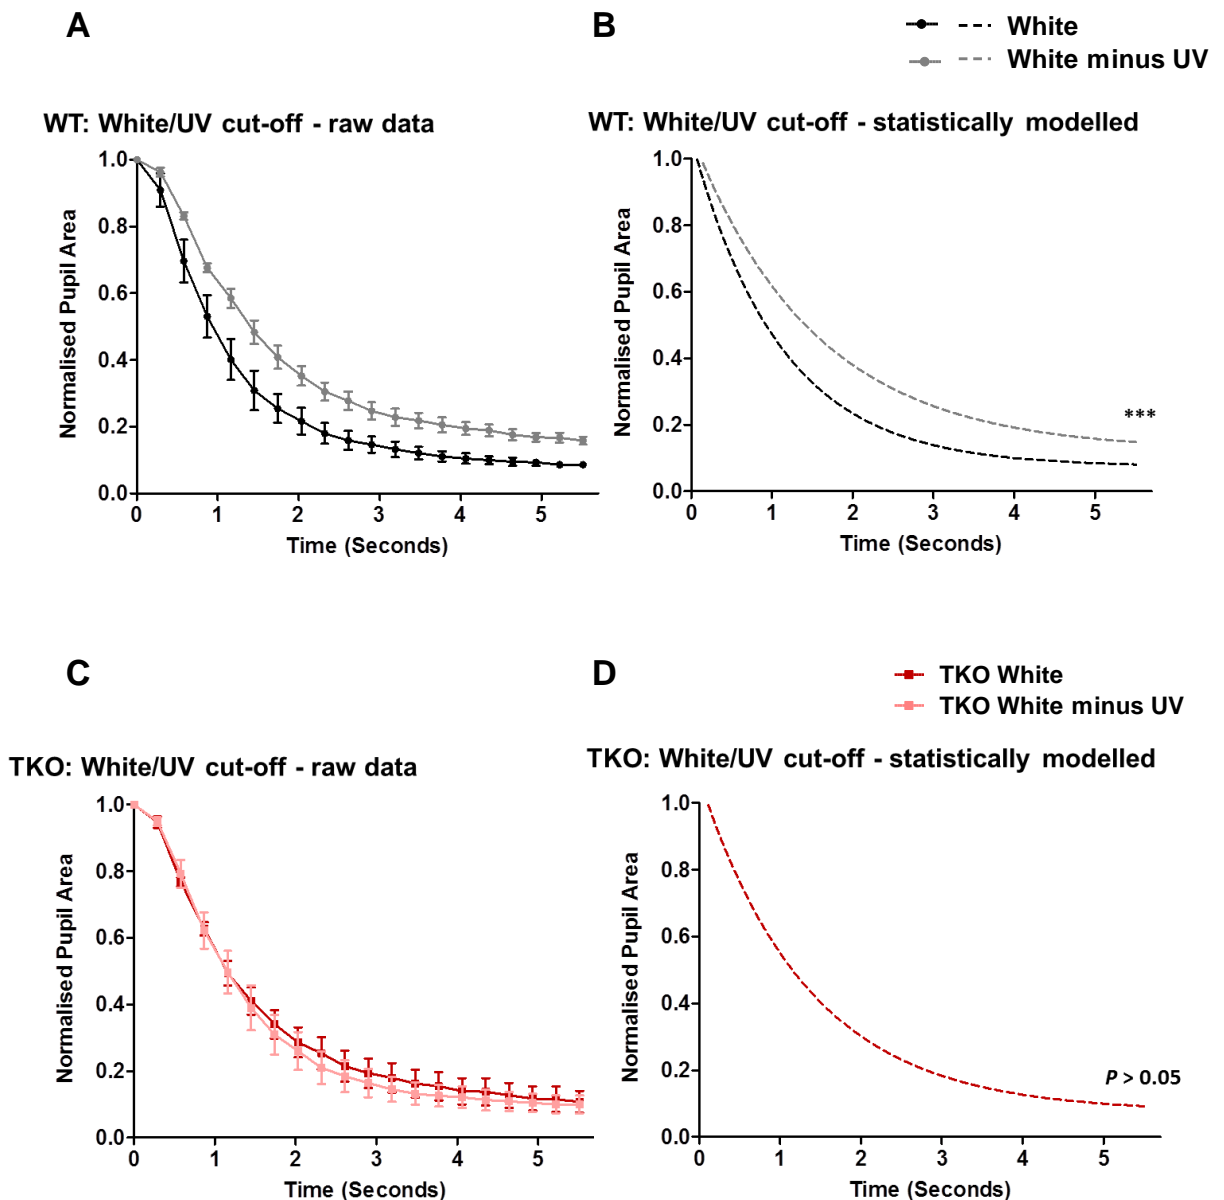 A
B
White
White minus UV
WT: White/UV cut-off - raw data
WT: White/UV cut-off - statistically modelled
Normalised Pupil Area
1.0
0.8
0.6
0.4
0.2
0.0
0 1 2 3 4 5
Time (Seconds)
Normalised Pupil Area
1.0
0.8
0.6
0.4
0.2
0.0
***
0 1 2 3 4 5
Time (Seconds)
C
D
TKO White
TKO White minus UV
TKO: White/UV cut-off - raw data
TKO: White/UV cut-off - statistically modelled
Normalised Pupil Area
1.0
0.8
0.6
0.4
0.2
0.0
0 1 2 3 4 5
Time (Seconds)
Normalised Pupil Area
1.0
0.8
0.6
0.4
0.2
0.0
P > 0.05
0 1 2 3 4 5
Time (Seconds)